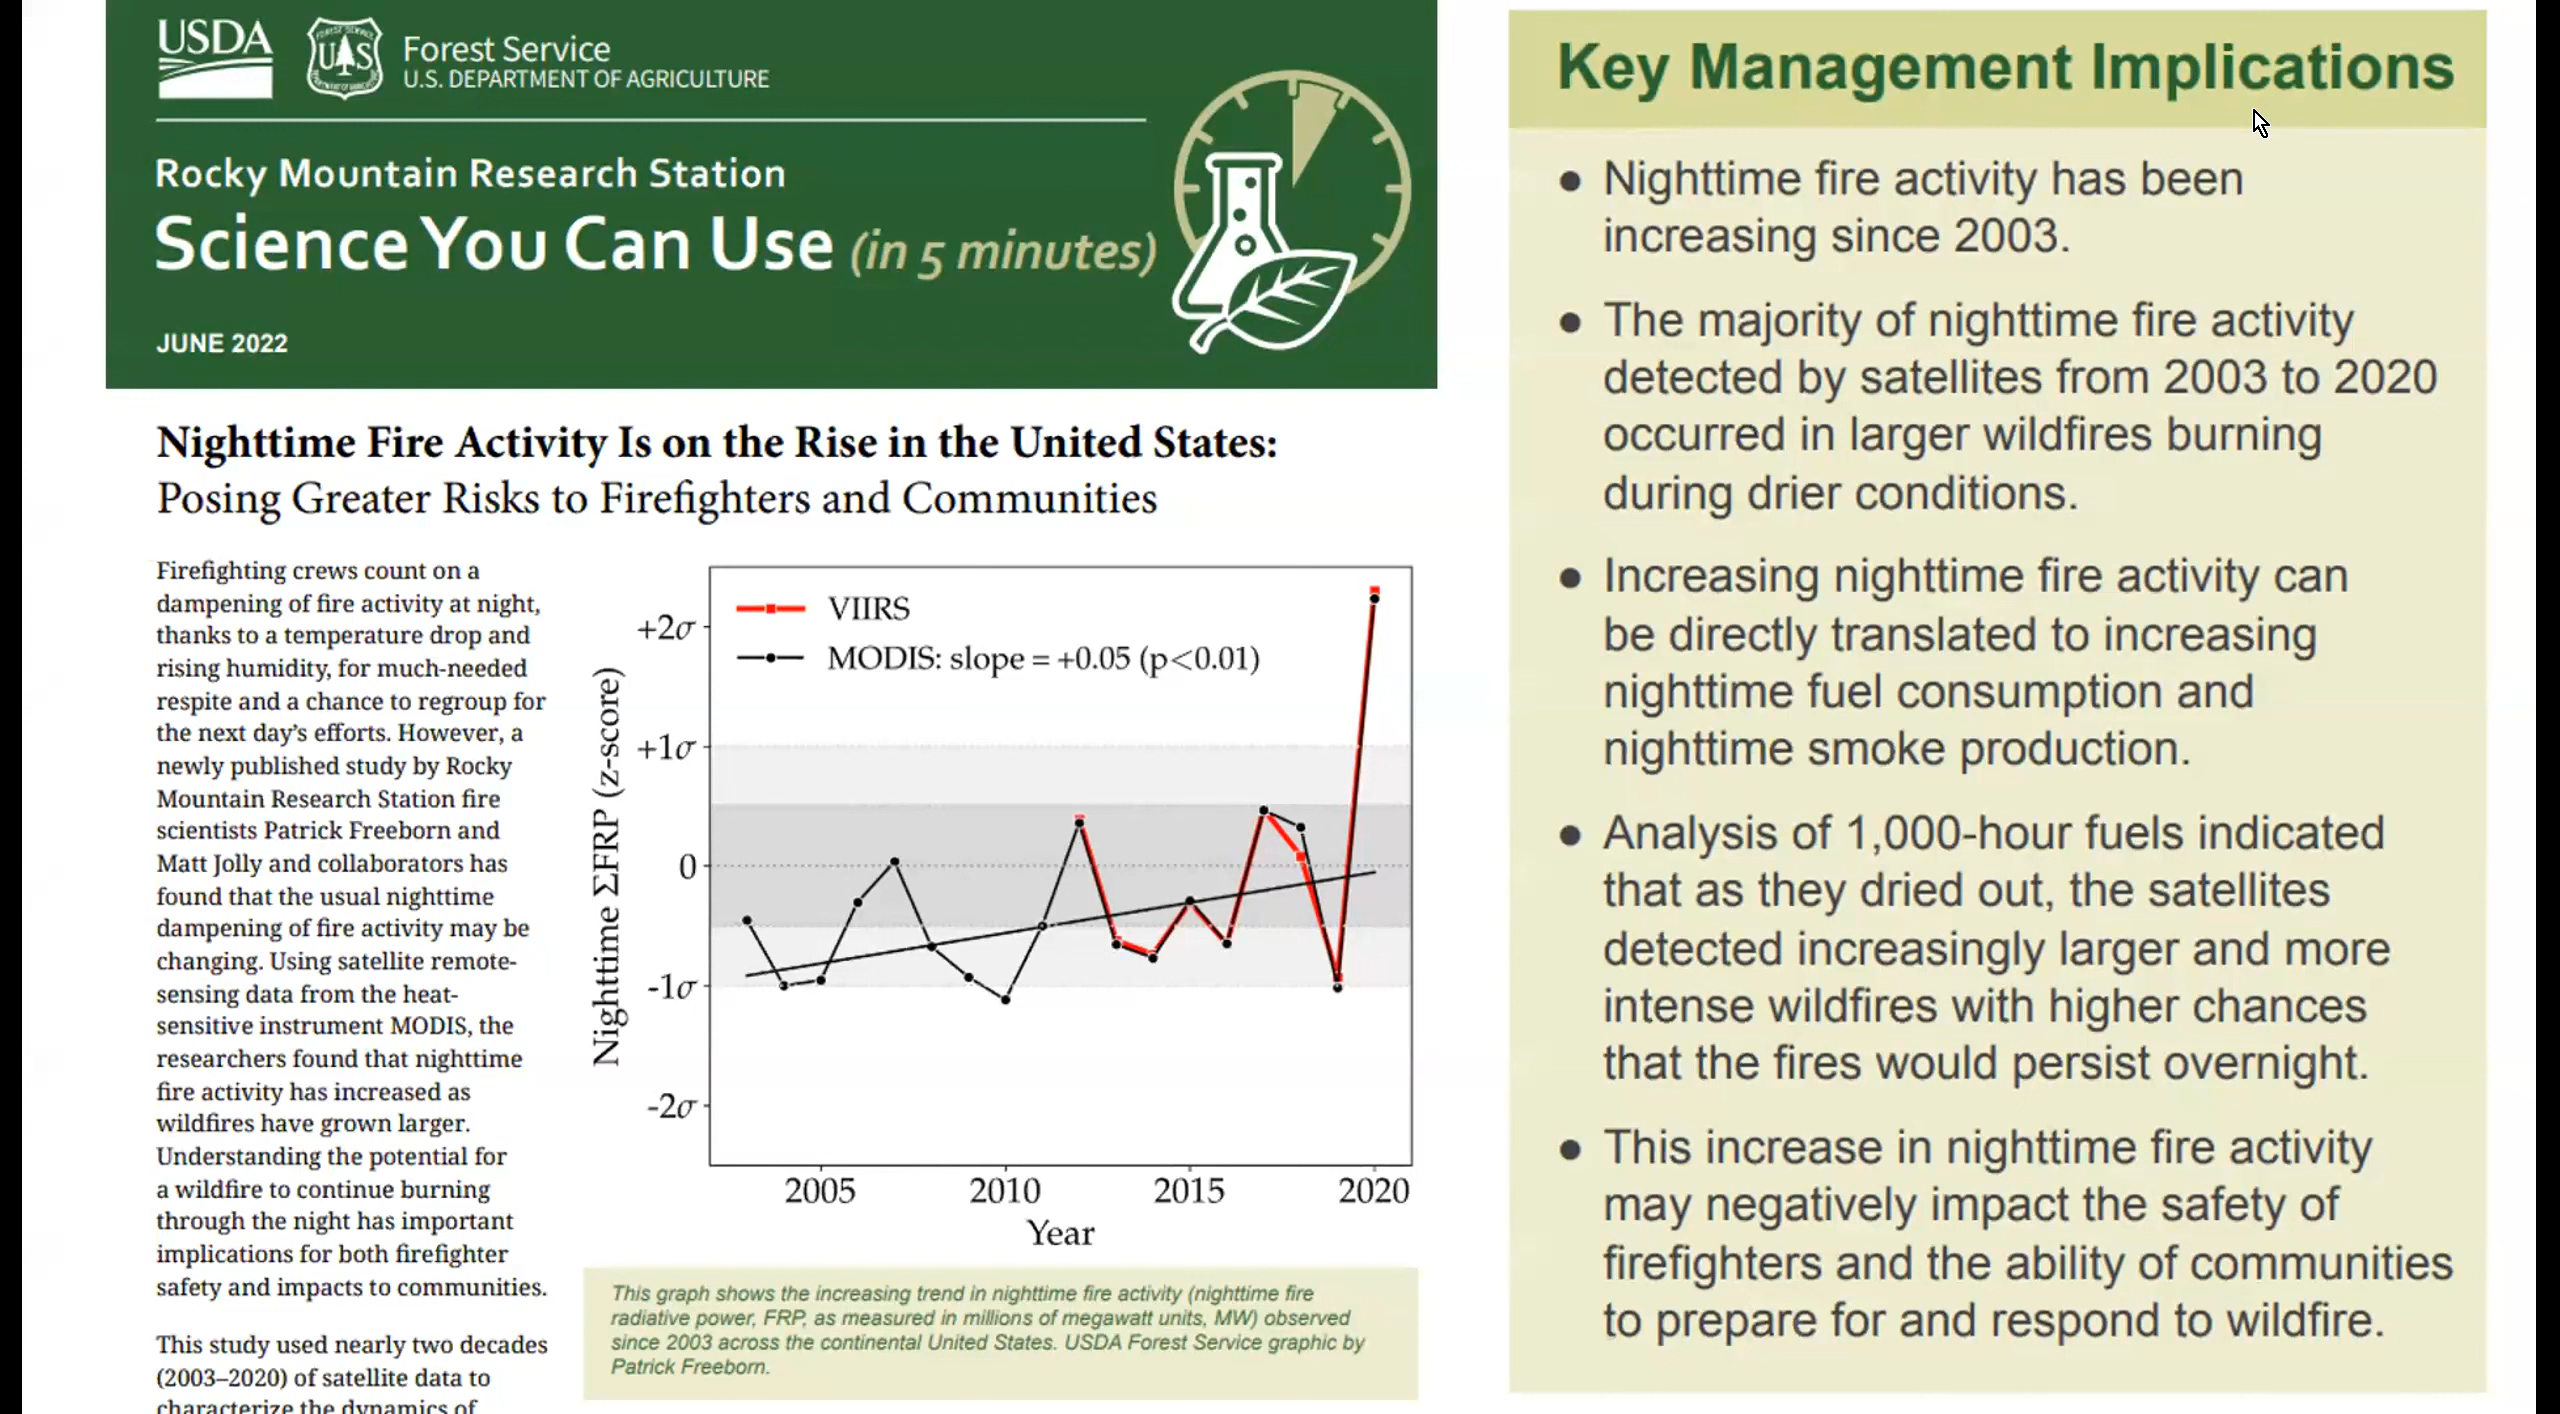 USDA
UAS
Forest Service
U.S. DEPARTMENT OF AGRICULTURE
Rocky Mountain Research Station
Science You Can Use (in 5 minutes)
JUNE 2022
Nighttime Fire Activity Is on the Rise in the United States:
Posing Greater Risks to Firefighters and Communities
Firefighting crews count on a
dampening of fire activity at night,
thanks to a temperature drop and
rising humidity, for much-needed
respite and a chance to regroup for
the next day’s efforts. However, a
newly published study by Rocky
Mountain Research Station fire
scientists Patrick Freeborn and
Matt Jolly and collaborators has
found that the usual nighttime
dampening of fire activity may be
changing. Using satellite remote-
sensing data from the heat-
sensitive instrument MODIS, the
researchers found that nighttime
fire activity has increased as
wildfires have grown larger.
Understanding the potential for
a wildfire to continue burning
through the night has important
implications for both firefighter
safety and impacts to communities.
This study used nearly two decades
(2003–2020) of satellite data to
characterize the dynamics of
VIIRS
MODIS: slope = +0.05 (p<0.01)
Nighttime ΣFRP (z-score)
+2σ
+1σ
0
-1σ
-2σ
2005 2010 2015 2020
Year
This graph shows the increasing trend in nighttime fire activity (nighttime fire
radiative power, FRP, as measured in millions of megawatt units, MW) observed
since 2003 across the continental United States. USDA Forest Service graphic by
Patrick Freeborn.
Key Management Implications
● Nighttime fire activity has been
increasing since 2003.
● The majority of nighttime fire activity
detected by satellites from 2003 to 2020
occurred in larger wildfires burning
during drier conditions.
● Increasing nighttime fire activity can
be directly translated to increasing
nighttime fuel consumption and
nighttime smoke production.
● Analysis of 1,000-hour fuels indicated
that as they dried out, the satellites
detected increasingly larger and more
intense wildfires with higher chances
that the fires would persist overnight.
● This increase in nighttime fire activity
may negatively impact the safety of
firefighters and the ability of communities
to prepare for and respond to wildfire.